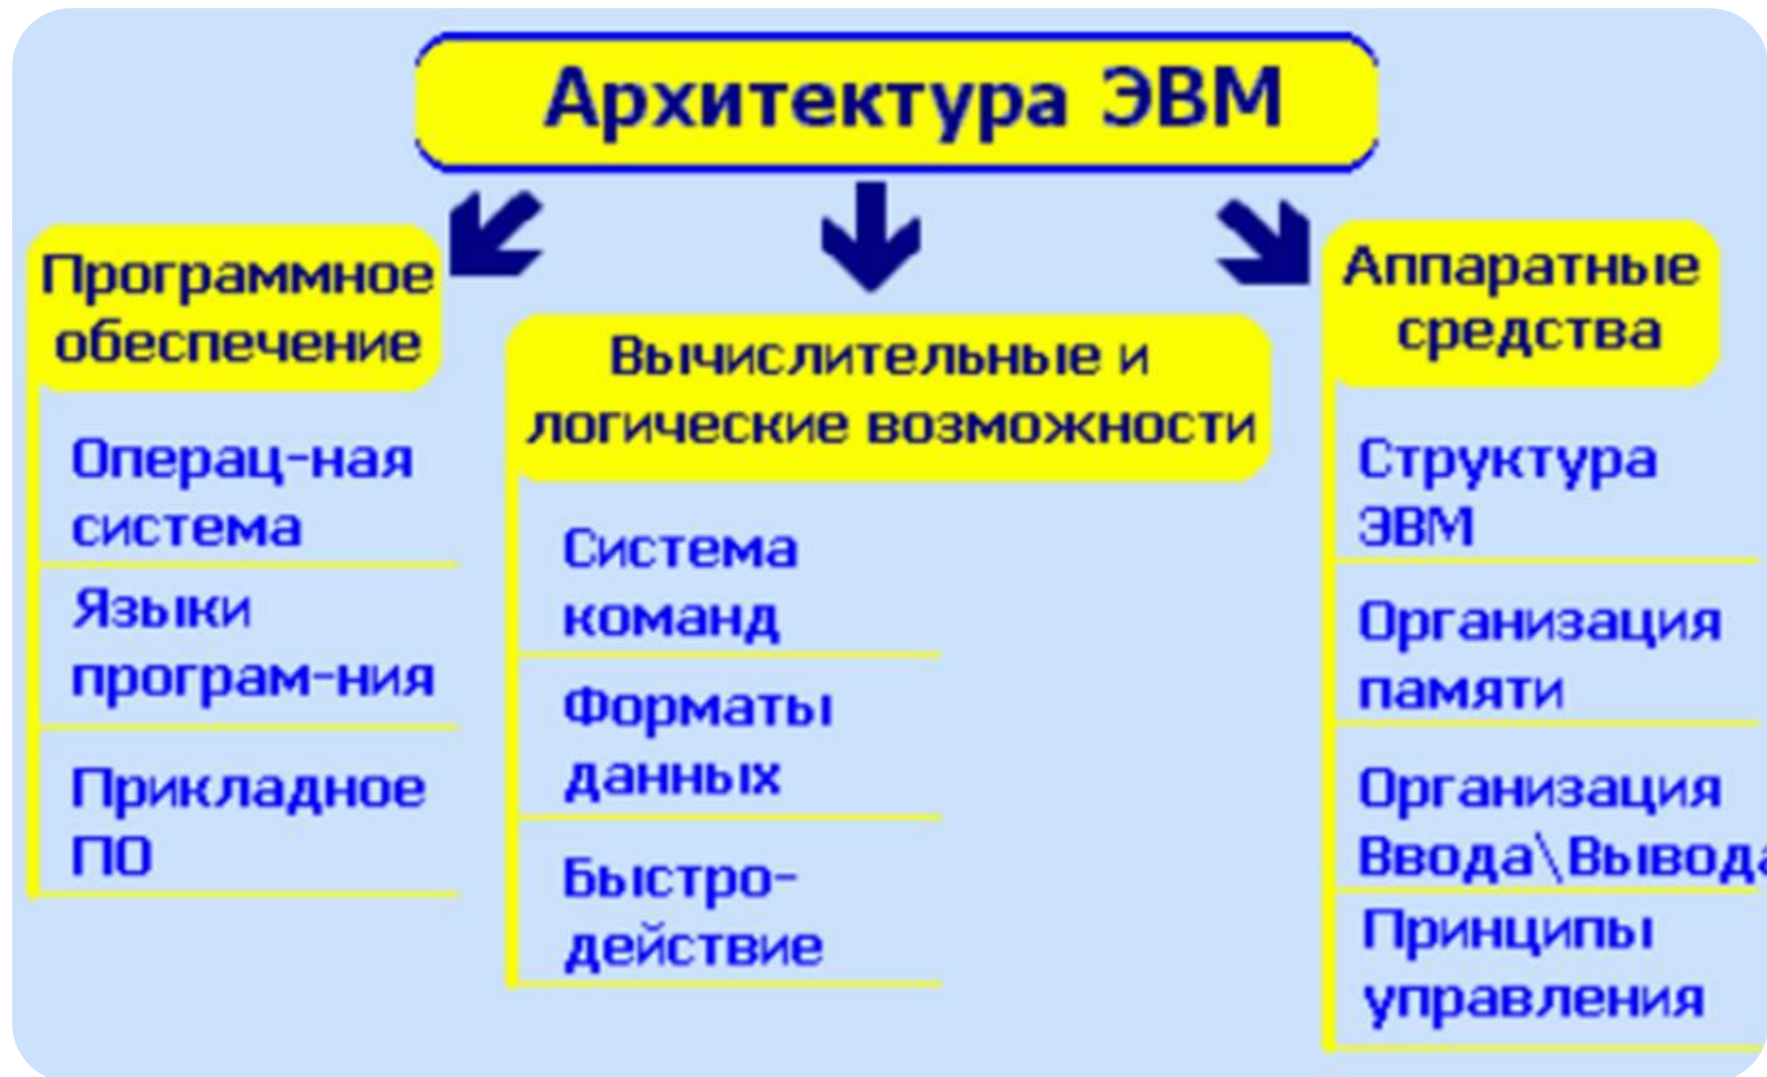 Архитектура ЭВМ
Программное
обеспечение
Операц-ная
система
Языки
програм-ния
Прикладное
ПО
Вычислительные и
логические возможности
Система
команд
Форматы
данных
Быстро-
действие
Аппаратные
средства
Структура
ЭВМ
Организация
памяти
Организация
Ввода\Вывода
Принципы
управления